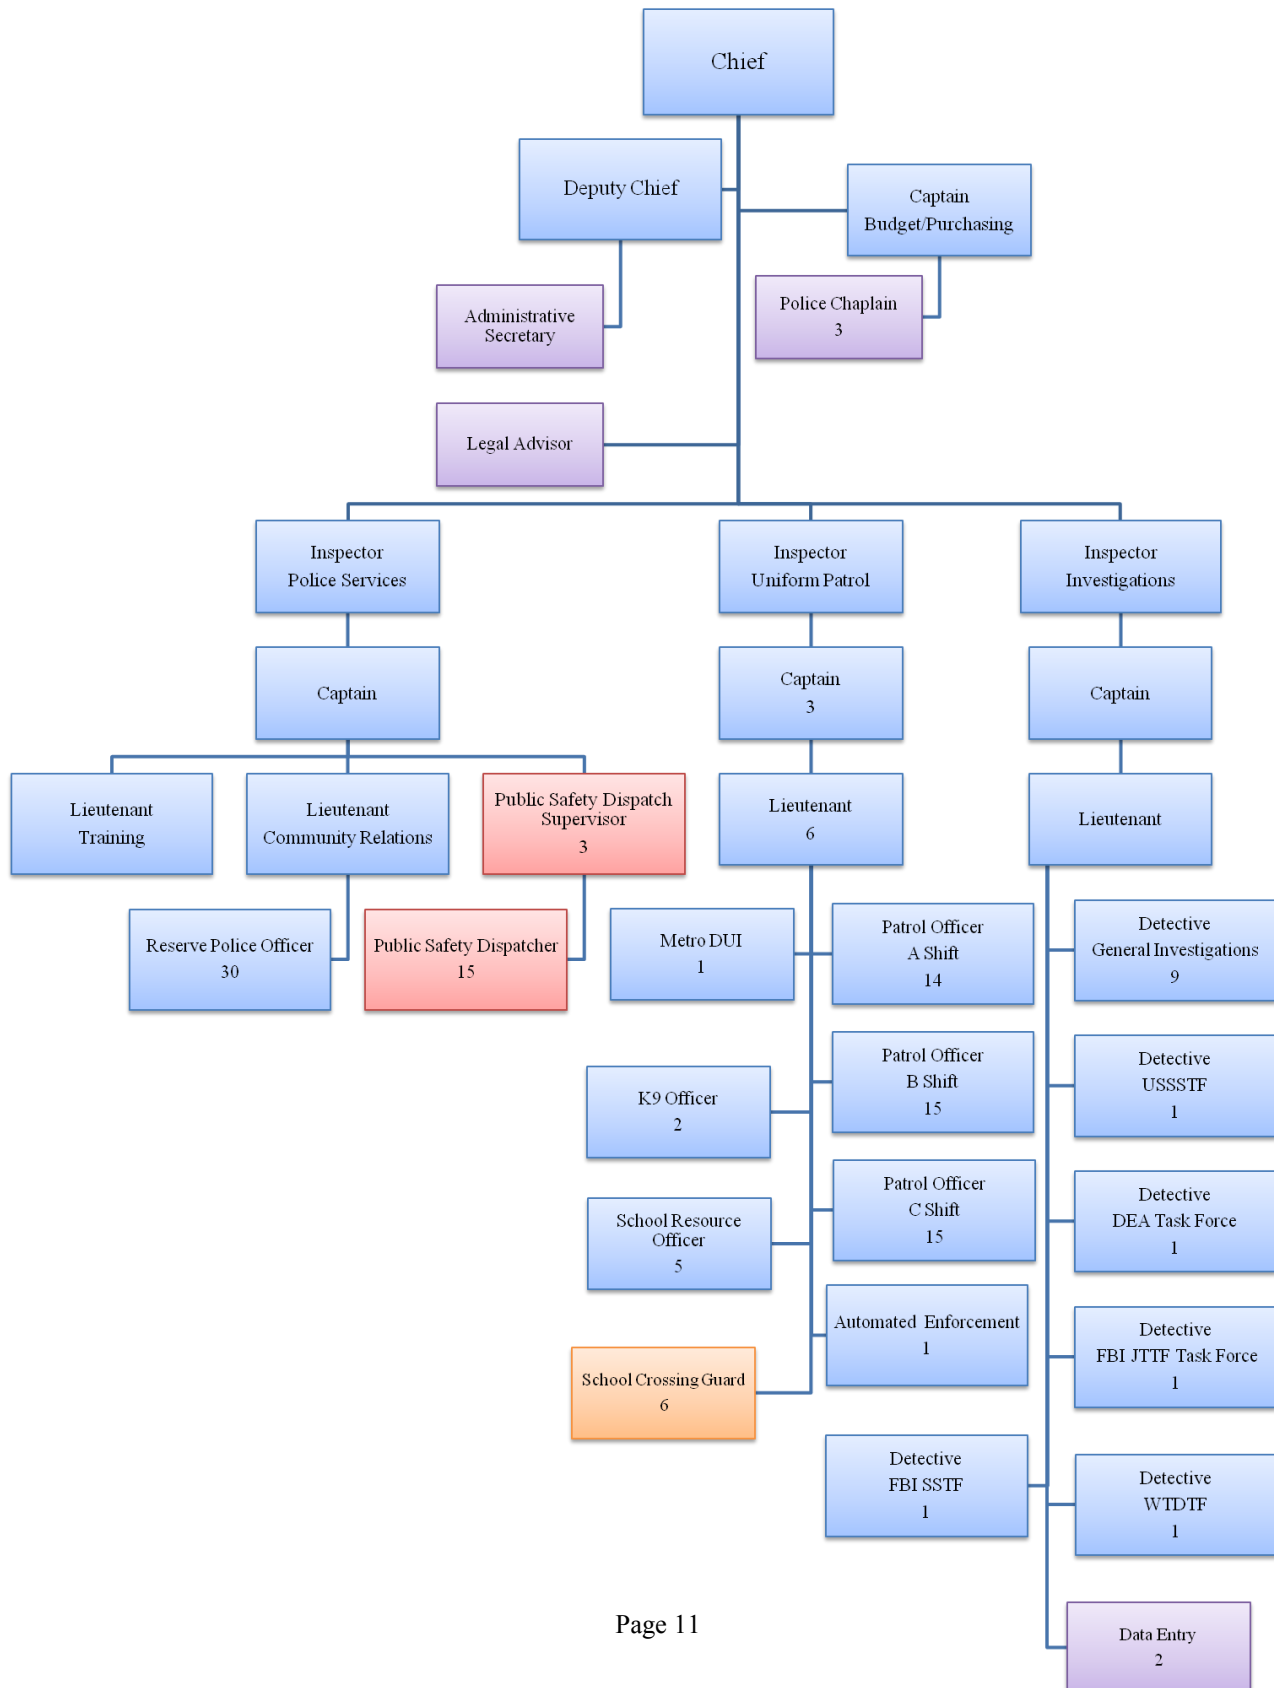 Chief
Deputy Chief
Captain
Budget/Purchasing
Administrative
Secretary
Police Chaplain
3
Legal Advisor
Inspector
Police Services
Inspector
Uniform Patrol
Inspector
Investigations
Captain
Captain
3
Captain
Lieutenant
Training
Lieutenant
Community Relations
Public Safety Dispatch
Supervisor
3
Lieutenant
6
Lieutenant
Reserve Police Officer
30
Public Safety Dispatcher
15
Metro DUI
1
Patrol Officer
A Shift
14
Detective
General Investigations
9
K9 Officer
2
Patrol Officer
B Shift
15
Detective
USSSTF
1
School Resource
Officer
5
Patrol Officer
C Shift
15
Detective
DEA Task Force
1
School Crossing Guard
6
Automated Enforcement
1
Detective
FBI JTTF Task Force
1
Detective
FBI SSTF
1
Detective
WTDTF
1
Data Entry
2
Page 11